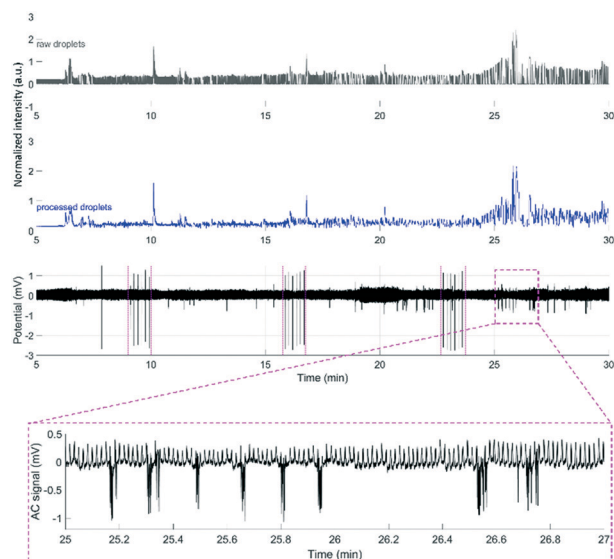 3
raw droplets
2
1
0
-1
5 10 15 20 25 30
Normalized intensity (a.u.)
3
2
1
processed droplets
0
5 10 15 20 25 30
Potential (mV)
1
0
-1
-2
-3
5 10 15 20 25 30
Time (min)
AC signal (mV)
0.5
0
-0.5
-1
25 25.2 25.4 25.6 25.8 26 26.2 26.4 26.6 26.8 27
Time (min)